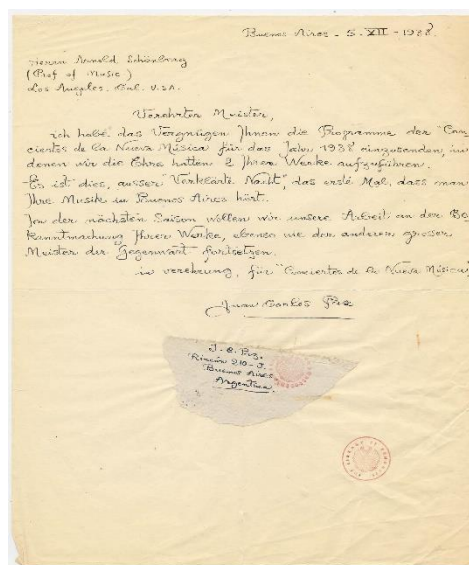 Buenos Aires - 5 - XII - 1938
Herrn Arnold Schönberg
(Prof of Music)
Los Angeles. Cal. U.S.A.
Verehrter Meister,
ich habe das Vergnügen Ihnen die Programme der "Con
ciertos de la Nueva Música" für das Jahr 1938 einzusenden, in
denen wir die Ehre hatten 2 Ihrer Werke aufzuführen.
Es ist dies, ausser "Verklärte Nacht", das erste Mal, dass man
Ihre Musik in Buenos Aires hört.
In der nächsten Saison wollen wir unsere Arbeit an der Be
kanntmachung Ihrer Werke, ebenso wie der anderen grosser
Meister der Gegenwart fortsetzen.
in verehrung, für "Conciertos de la Nueva Música"
Juan Carlos Paz
J. C. Paz.
Rincón
Buenos Aires
Argentina.